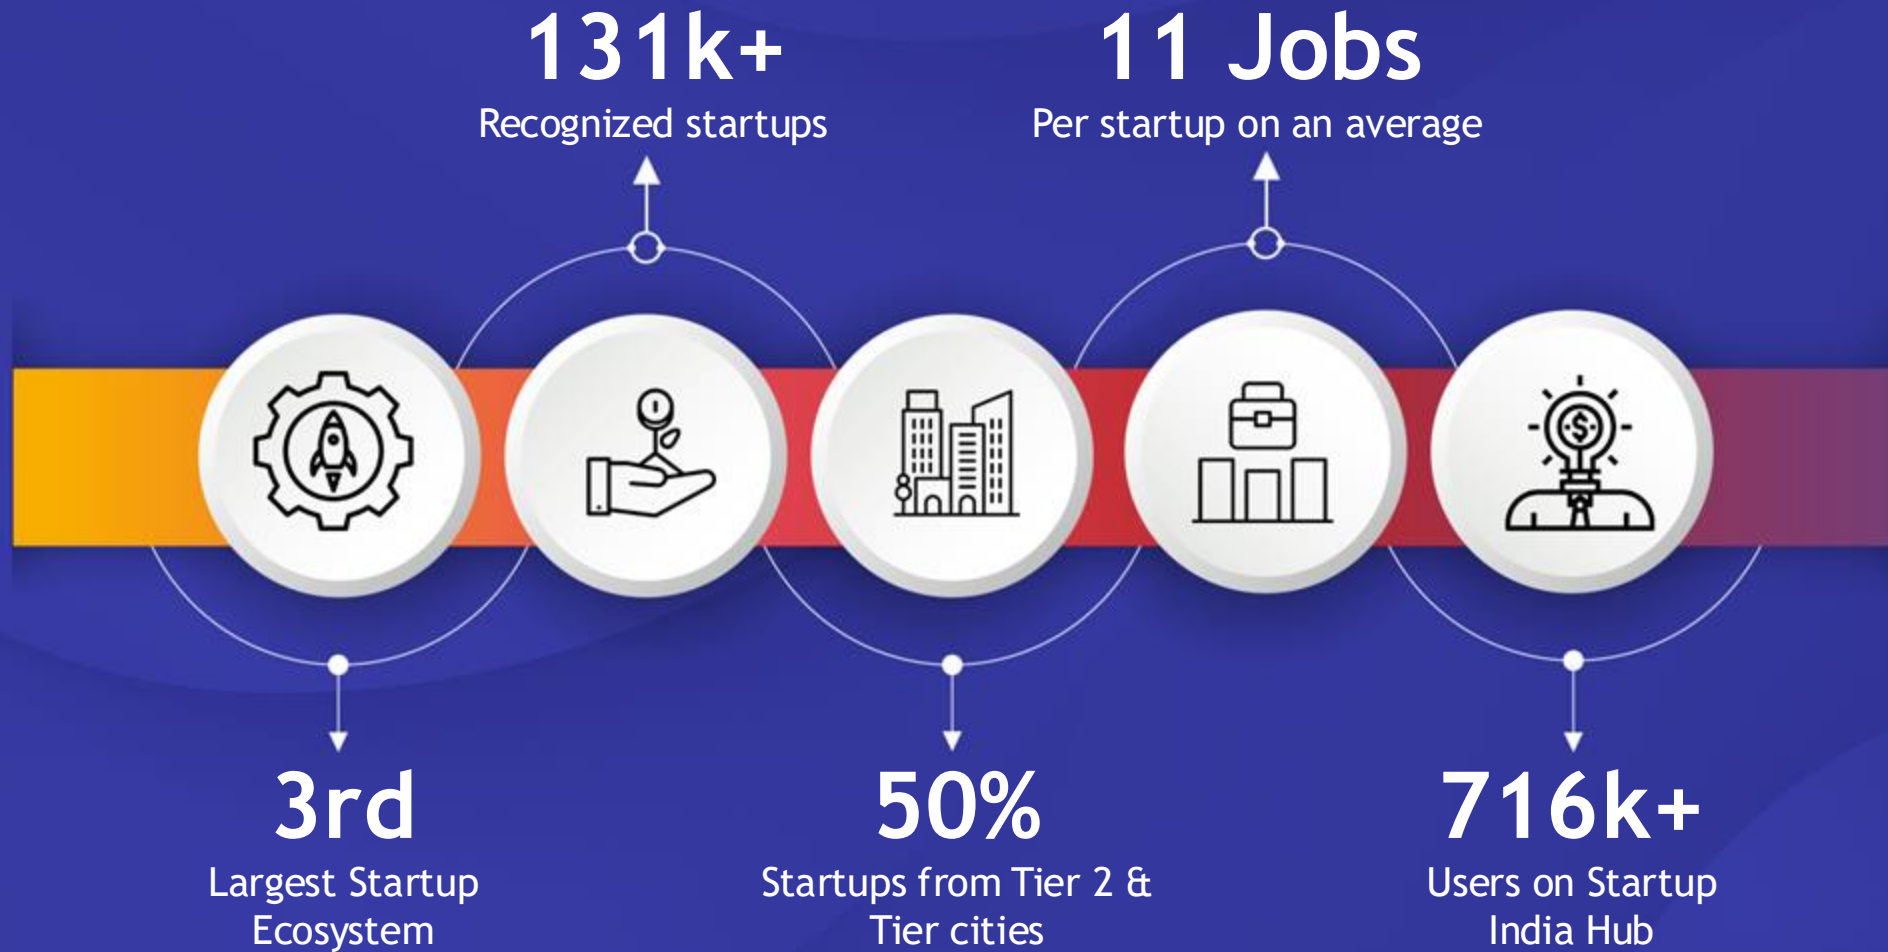 131k+
Recognized startups
11 Jobs
Per startup on an average
3rd
Largest Startup
Ecosystem
50%
Startups from Tier 2 &
Tier cities
716k+
Users on Startup
India Hub